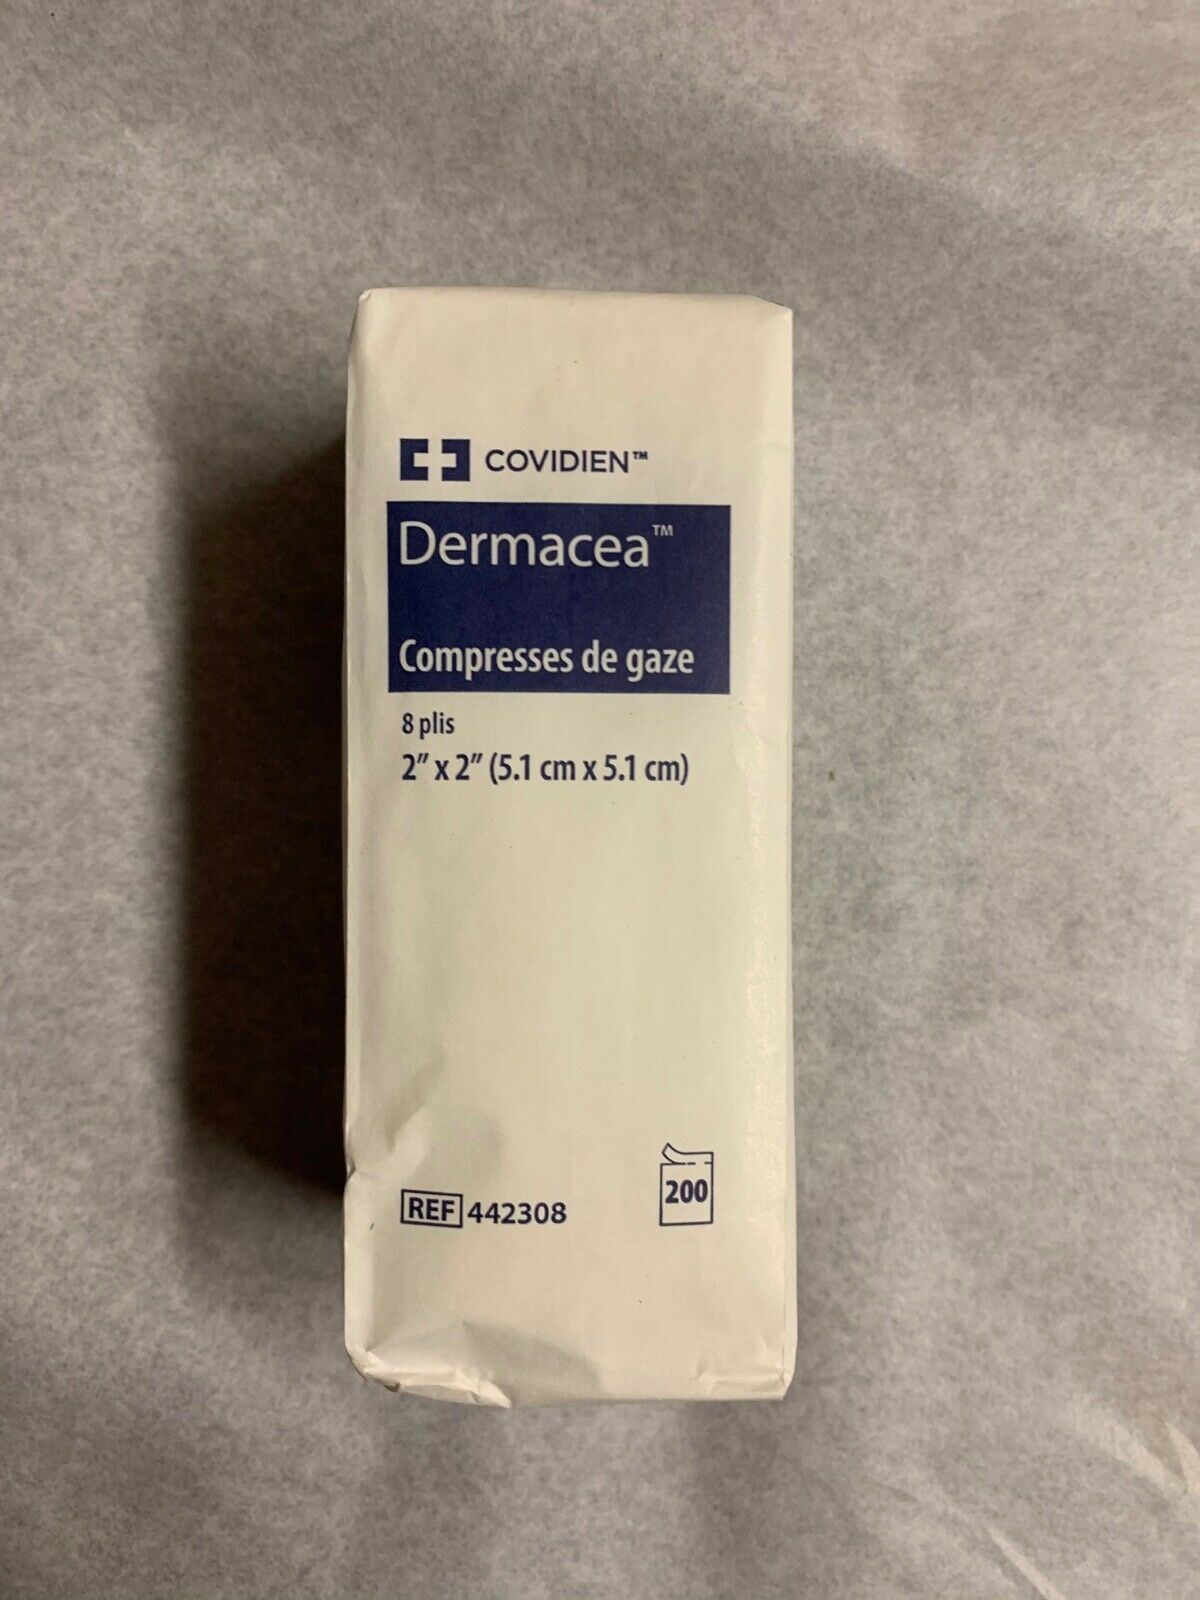 COVIDIEN™
Dermacea™
Compresses de gaze
8 plis
2” x 2” (5.1 cm x 5.1 cm)
REF 442308
200